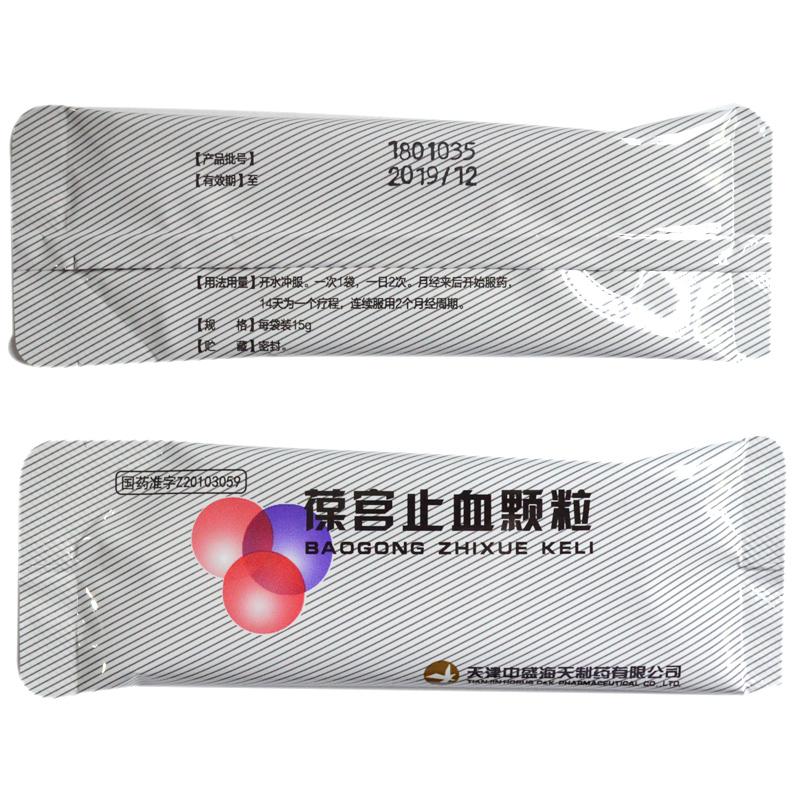 【产品批号】 1801035
【有效期】至 2019/12
【用法用量】开水冲服。一次1袋，一日2次。月经来后开始服药，
14天为一个疗程，连续服用2个月经周期。
【规 格】每袋装15g
【贮 藏】密封。
国药准字Z20103059
葆宫止血颗粒
BAOGONG ZHIXUE KELI
天津中盛海天制药有限公司
TIANJIN HORUS D&K PHARMACEUTICAL CO.,LTD.